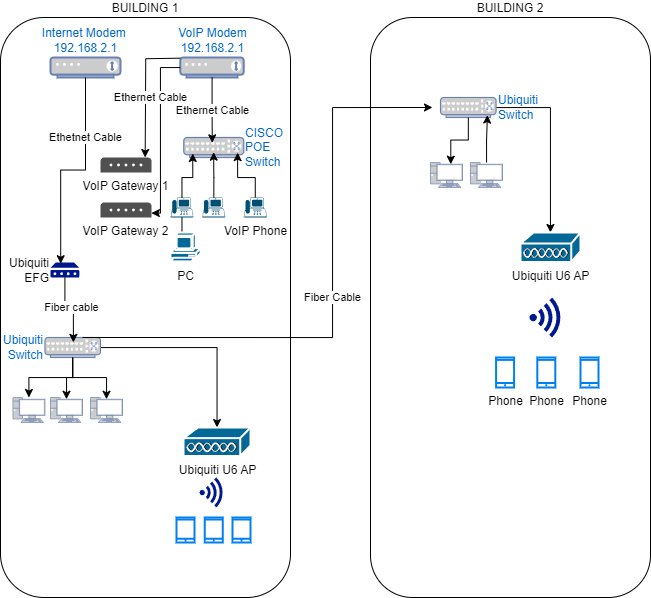 BUILDING 1
BUILDING 2
Internet Modem
192.168.2.1
VoIP Modem
192.168.2.1
Ethernet Cable
Ethernet Cable
Ethetnet Cable
CISCO
POE
Switch
VoIP Gateway 1
VoIP Gateway 2
VoIP Phone
PC
Ubiquiti
EFG
Fiber cable
Ubiquiti
Switch
Ubiquiti U6 AP
Fiber Cable
Ubiquiti
Switch
Ubiquiti U6 AP
Phone
Phone
Phone